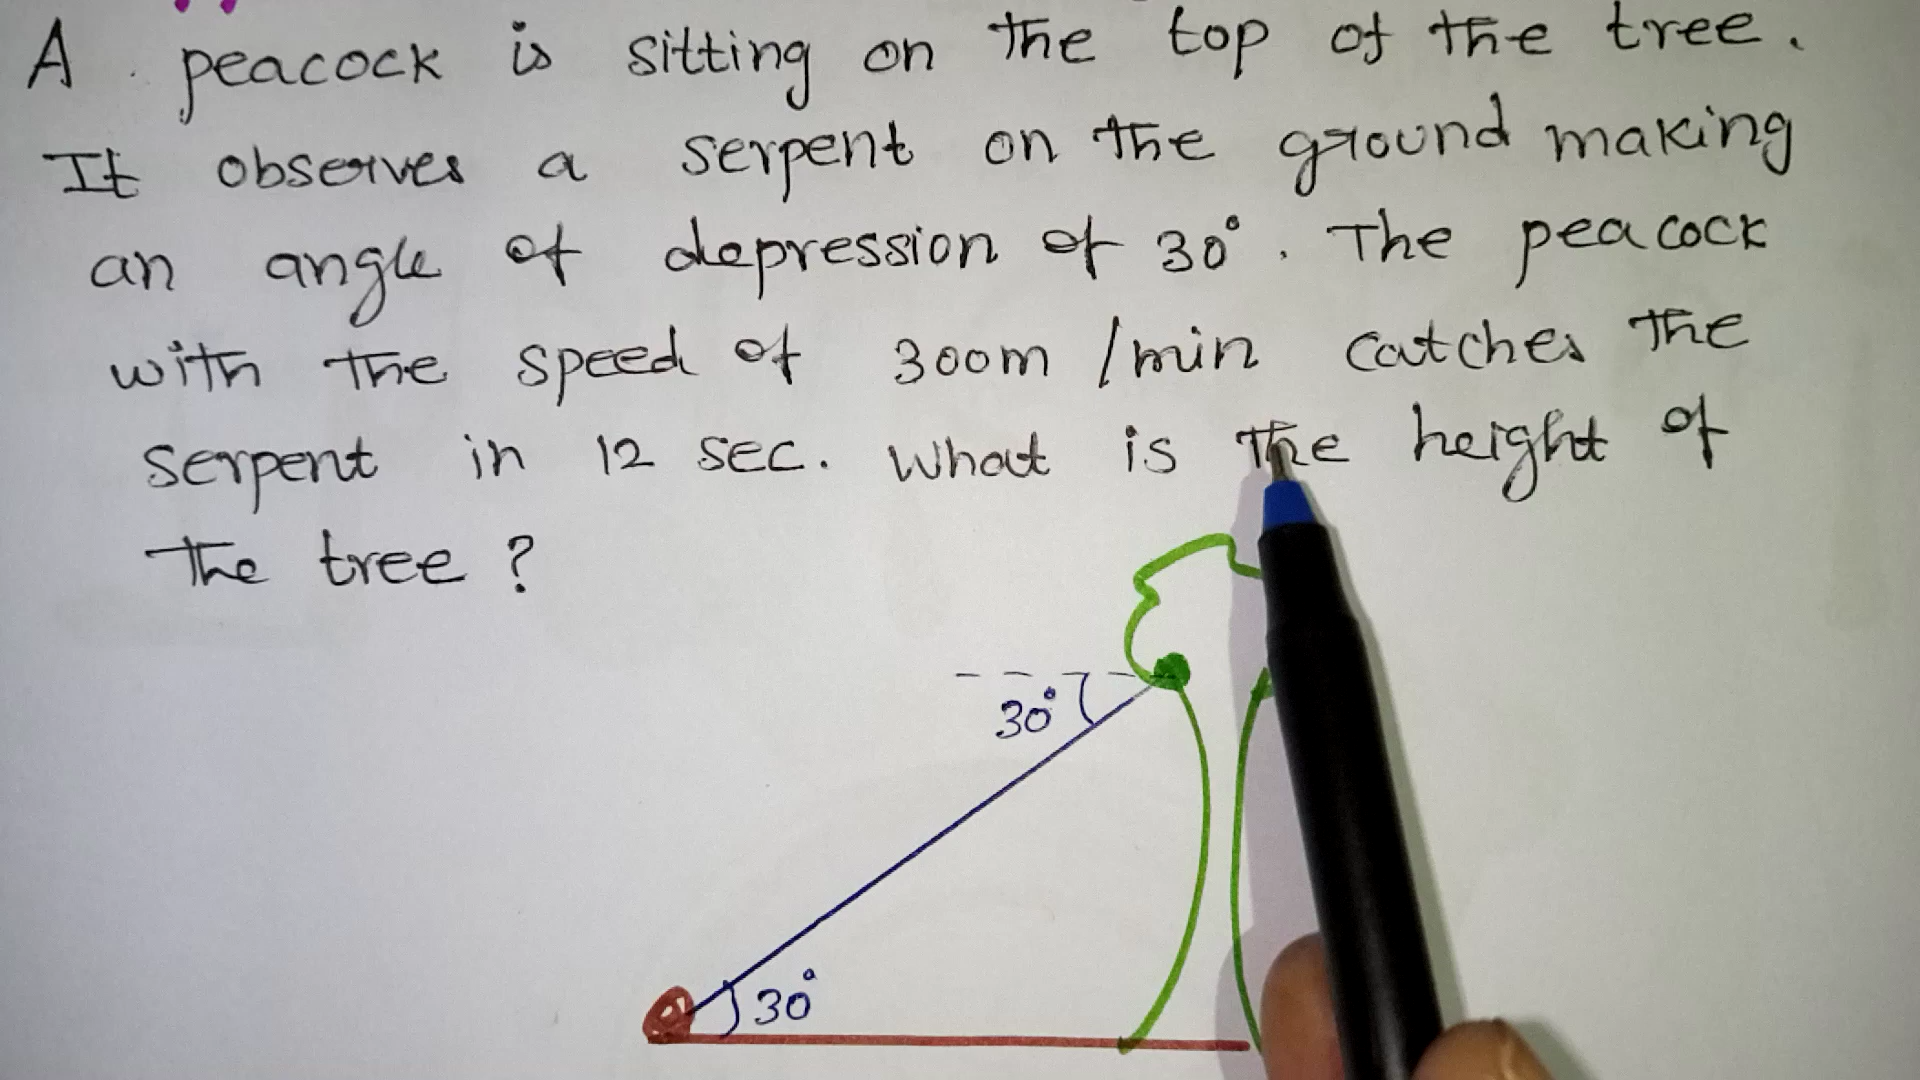 A peacock is sitting on the top of the tree.
It observes a serpent on the ground making
an angle of depression of 30°. The peacock
with the speed of 300m /min catches the
serpent in 12 sec. What is the height of
the tree?
30°
30°